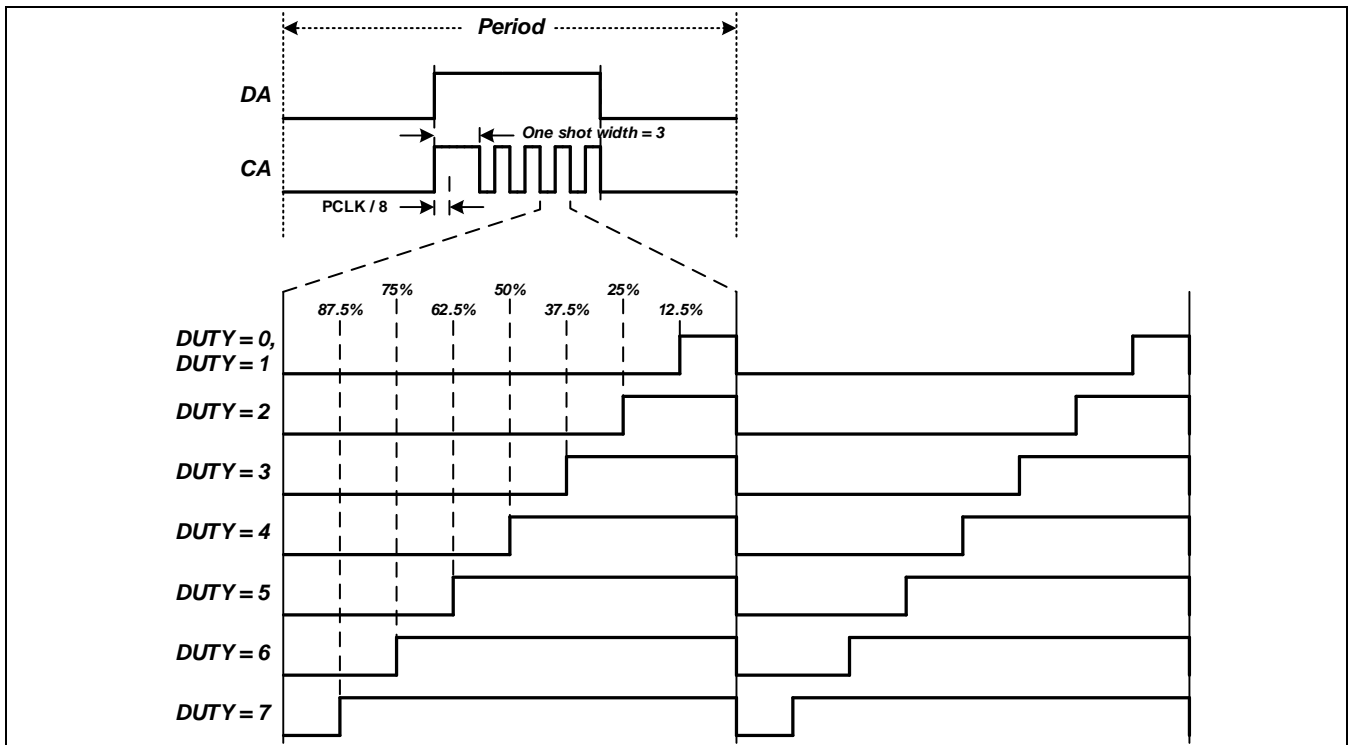 Period
DA
One shot width = 3
CA
PCLK / 8
75% 50% 25%
87.5% 62.5% 37.5% 12.5%
DUTY = 0,
DUTY = 1
DUTY = 2
DUTY = 3
DUTY = 4
DUTY = 5
DUTY = 6
DUTY = 7